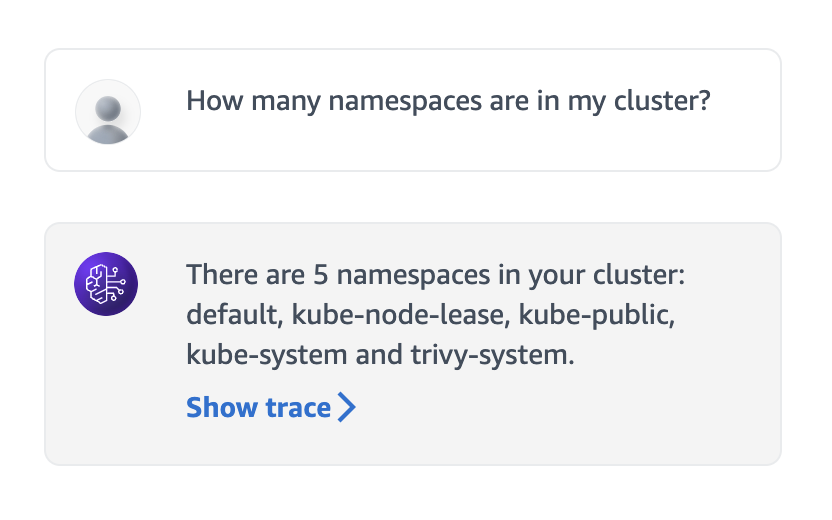 How many namespaces are in my cluster?
There are 5 namespaces in your cluster:
default, kube-node-lease, kube-public,
kube-system and trivy-system.
Show trace